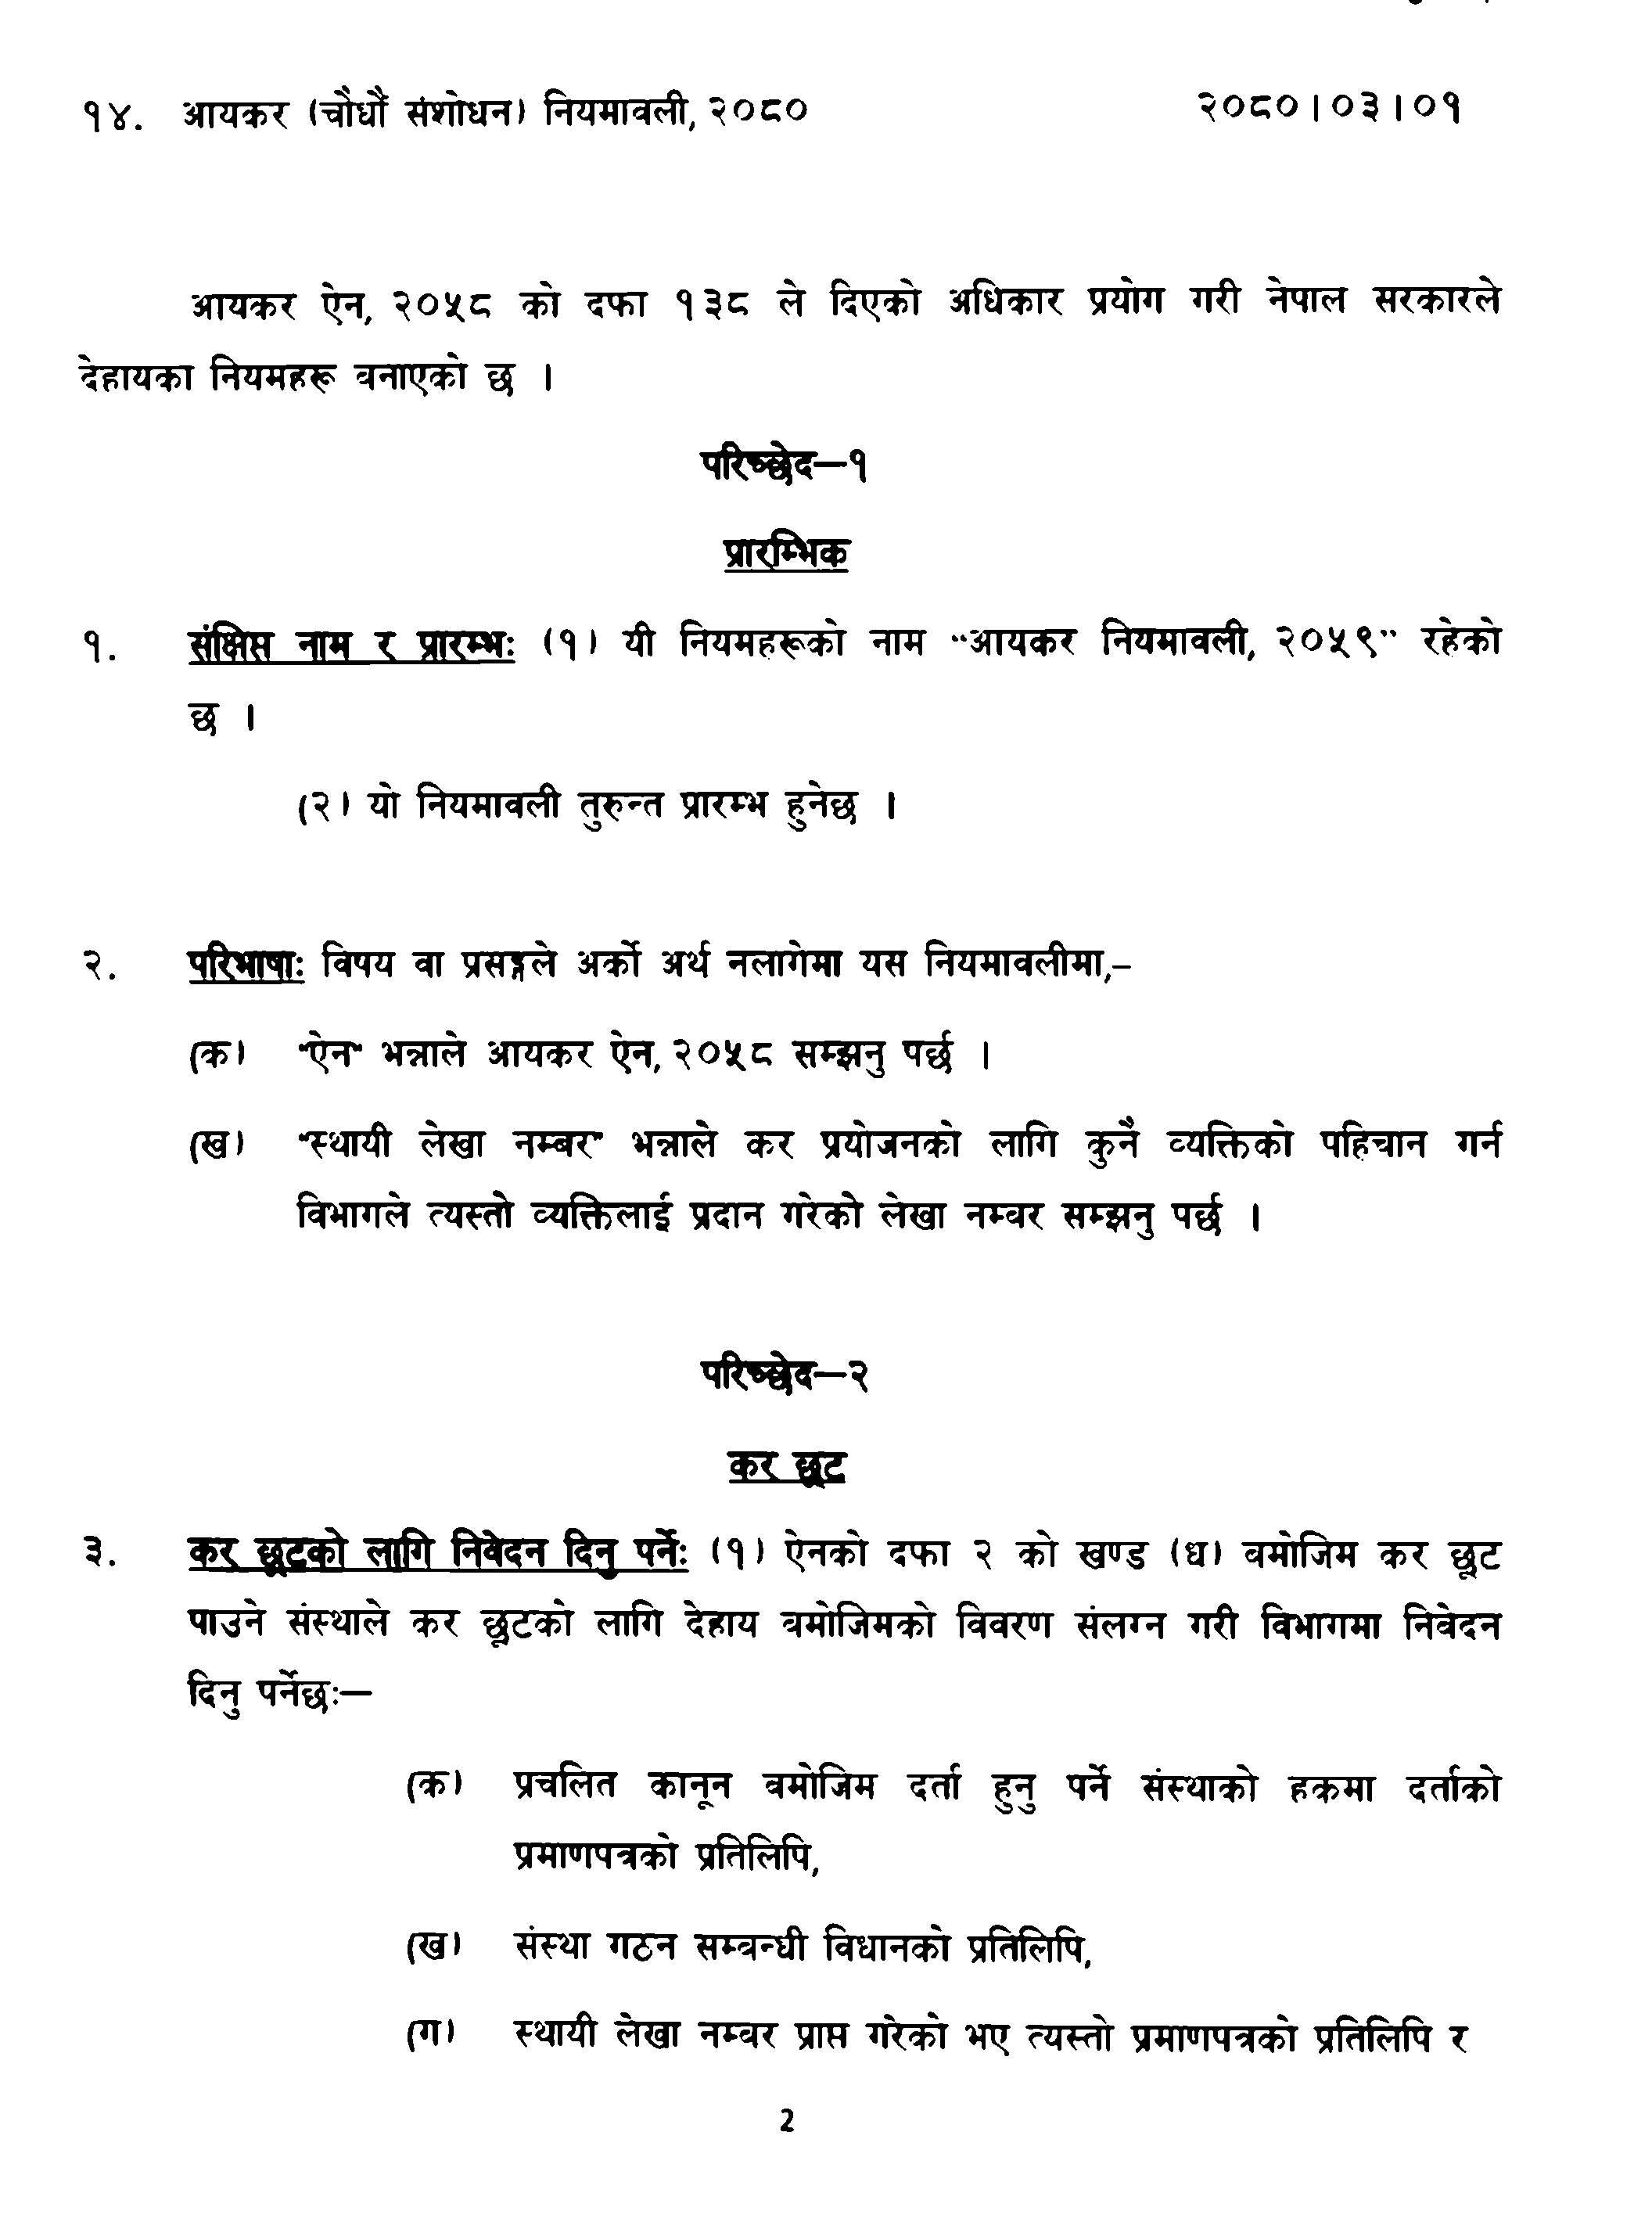 १४. आयकर (चौधौं संशोधन) नियमावली, २०८० २०८०।०३।०१
आयकर ऐन, २०५८ को दफा १३८ ले दिएको अधिकार प्रयोग गरी नेपाल सरकारले
देहायका नियमहरू बनाएको छ ।
परिच्छेद–१
प्रारम्भिक
१. संक्षिप्त नाम र प्रारम्भः (१) यी नियमहरूको नाम "आयकर नियमावली, २०५९" रहेको
छ ।
(२) यो नियमावली तुरुन्त प्रारम्भ हुनेछ ।
२. परिभाषाः विषय वा प्रसङ्गले अर्को अर्थ नलागेमा यस नियमावलीमा,–
(क) "ऐन" भन्नाले आयकर ऐन, २०५८ सम्झनु पर्छ ।
(ख) "स्थायी लेखा नम्बर" भन्नाले कर प्रयोजनको लागि कुनै व्यक्तिको पहिचान गर्न
विभागले त्यस्तो व्यक्तिलाई प्रदान गरेको लेखा नम्बर सम्झनु पर्छ ।
परिच्छेद–२
कर छूट
३. कर छूटको लागि निवेदन दिनु पर्नेः (१) ऐनको दफा २ को खण्ड (ध) बमोजिम कर छूट
पाउने संस्थाले कर छूटको लागि देहाय बमोजिमको विवरण संलग्न गरी विभागमा निवेदन
दिनु पर्नेछः–
(क) प्रचलित कानून बमोजिम दर्ता हुनु पर्ने संस्थाको हकमा दर्ताको
प्रमाणपत्रको प्रतिलिपि,
(ख) संस्था गठन सम्बन्धी विधानको प्रतिलिपि,
(ग) स्थायी लेखा नम्बर प्राप्त गरेको भए त्यस्तो प्रमाणपत्रको प्रतिलिपि र
2